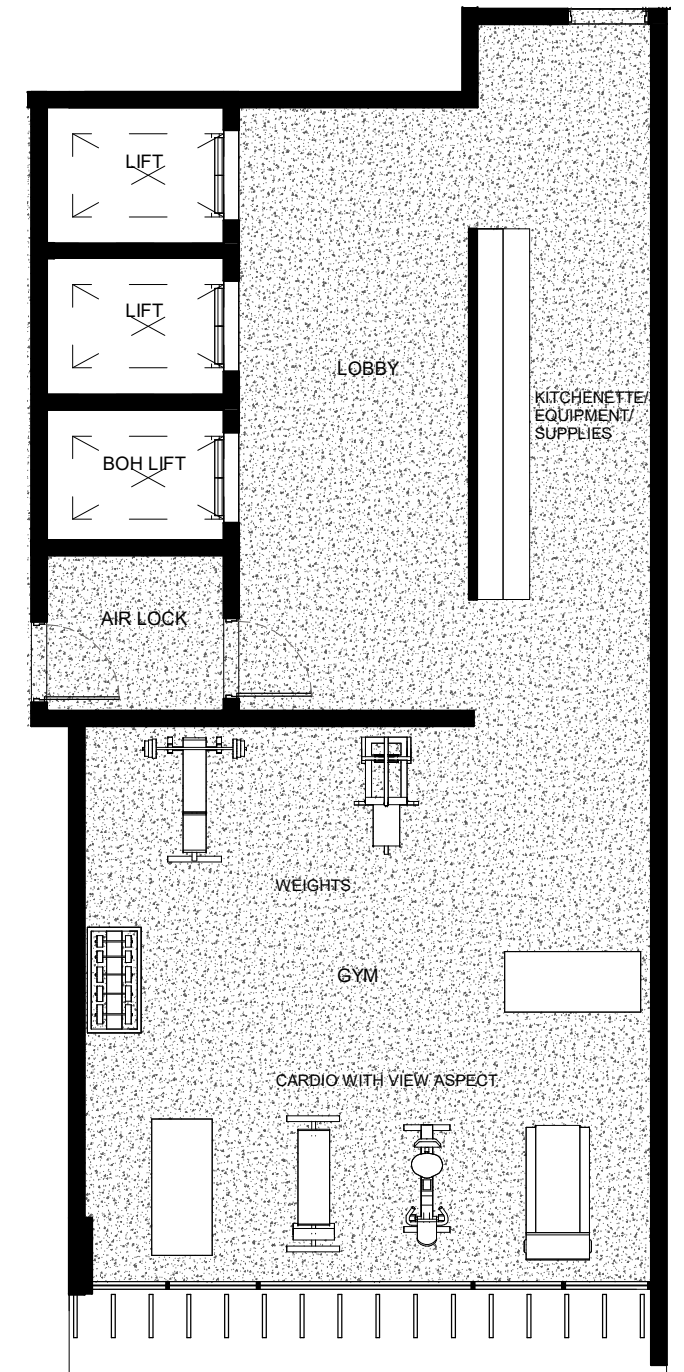 LIFT
LIFT
LOBBY
KITCHENETTE/
EQUIPMENT/
SUPPLIES
BOH LIFT
AIR LOCK
WEIGHTS
GYM
CARDIO WITH VIEW ASPECT